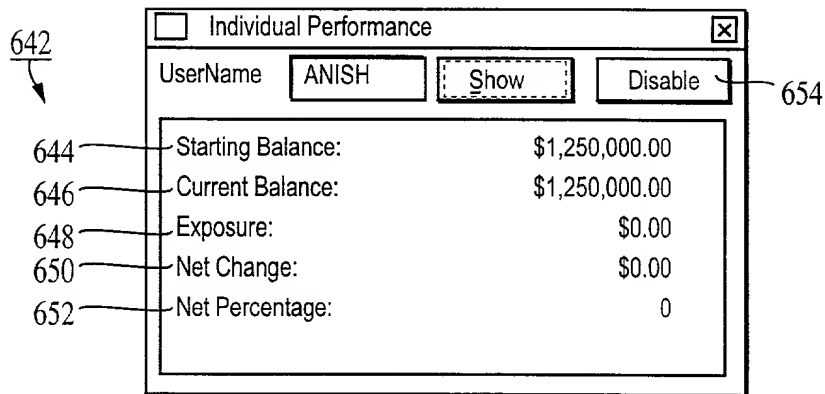 Individual Performance
642
UserName ANISH Show Disable 654
644 Starting Balance: $1,250,000.00
646 Current Balance: $1,250,000.00
648 Exposure: $0.00
650 Net Change: $0.00
652 Net Percentage: 0